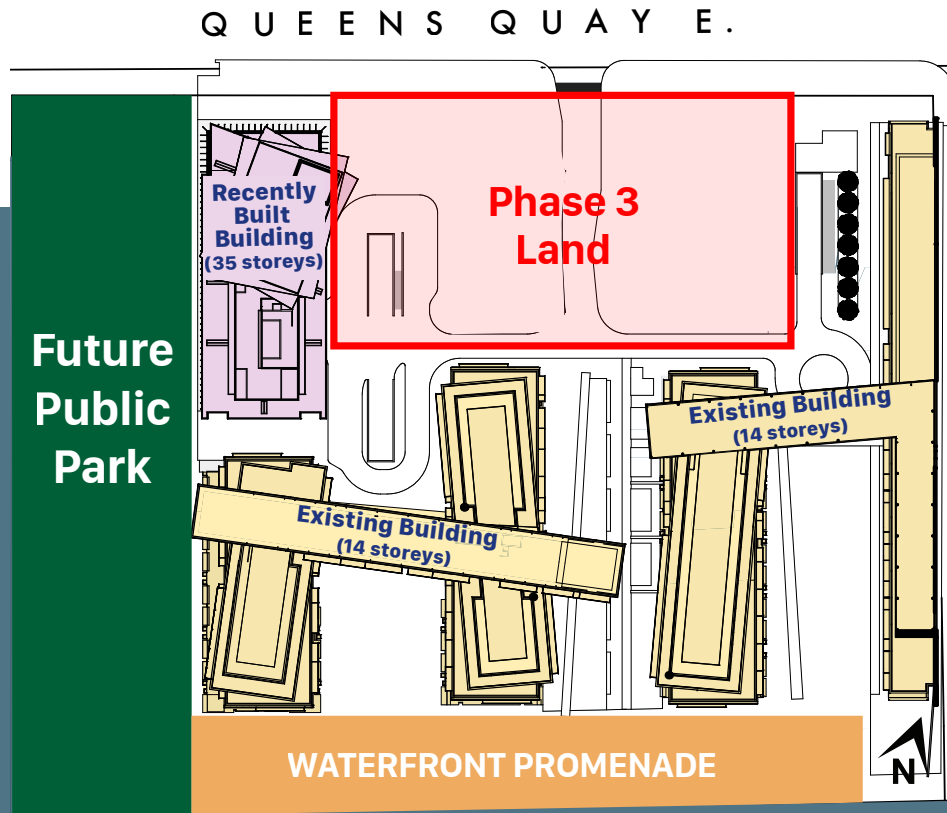 QUEENS QUAY E.
Recently
Built
Building
(35 storeys)
Phase 3
Land
Future
Public
Park
Existing Building
(14 storeys)
Existing Building
(14 storeys)
WATERFRONT PROMENADE
N